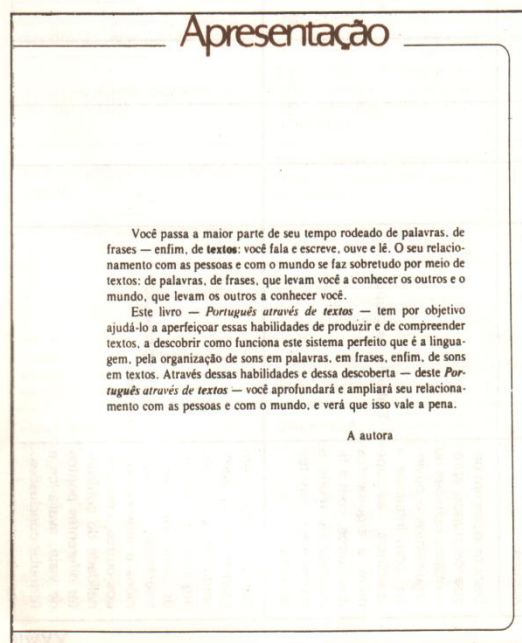 Apresentação
Você passa a maior parte de seu tempo rodeado de palavras, de
frases — enfim, de textos: você fala e escreve, ouve e lê. O seu relacio-
namento com as pessoas e com o mundo se faz sobretudo por meio de
textos: de palavras, de frases, que levam você a conhecer os outros e o
mundo, que levam os outros a conhecer você.
Este livro — Português através de textos — tem por objetivo
ajudá-lo a aperfeiçoar essas habilidades de produzir e de compreender
textos, a descobrir como funciona este sistema perfeito que é a lingua-
gem, pela organização de sons em palavras, em frases, enfim, de sons
em textos. Através dessas habilidades e dessa descoberta — deste Por-
tuguês através de textos — você aprofundará e ampliará seu relaciona-
mento com as pessoas e com o mundo, e verá que isso vale a pena.
A autora